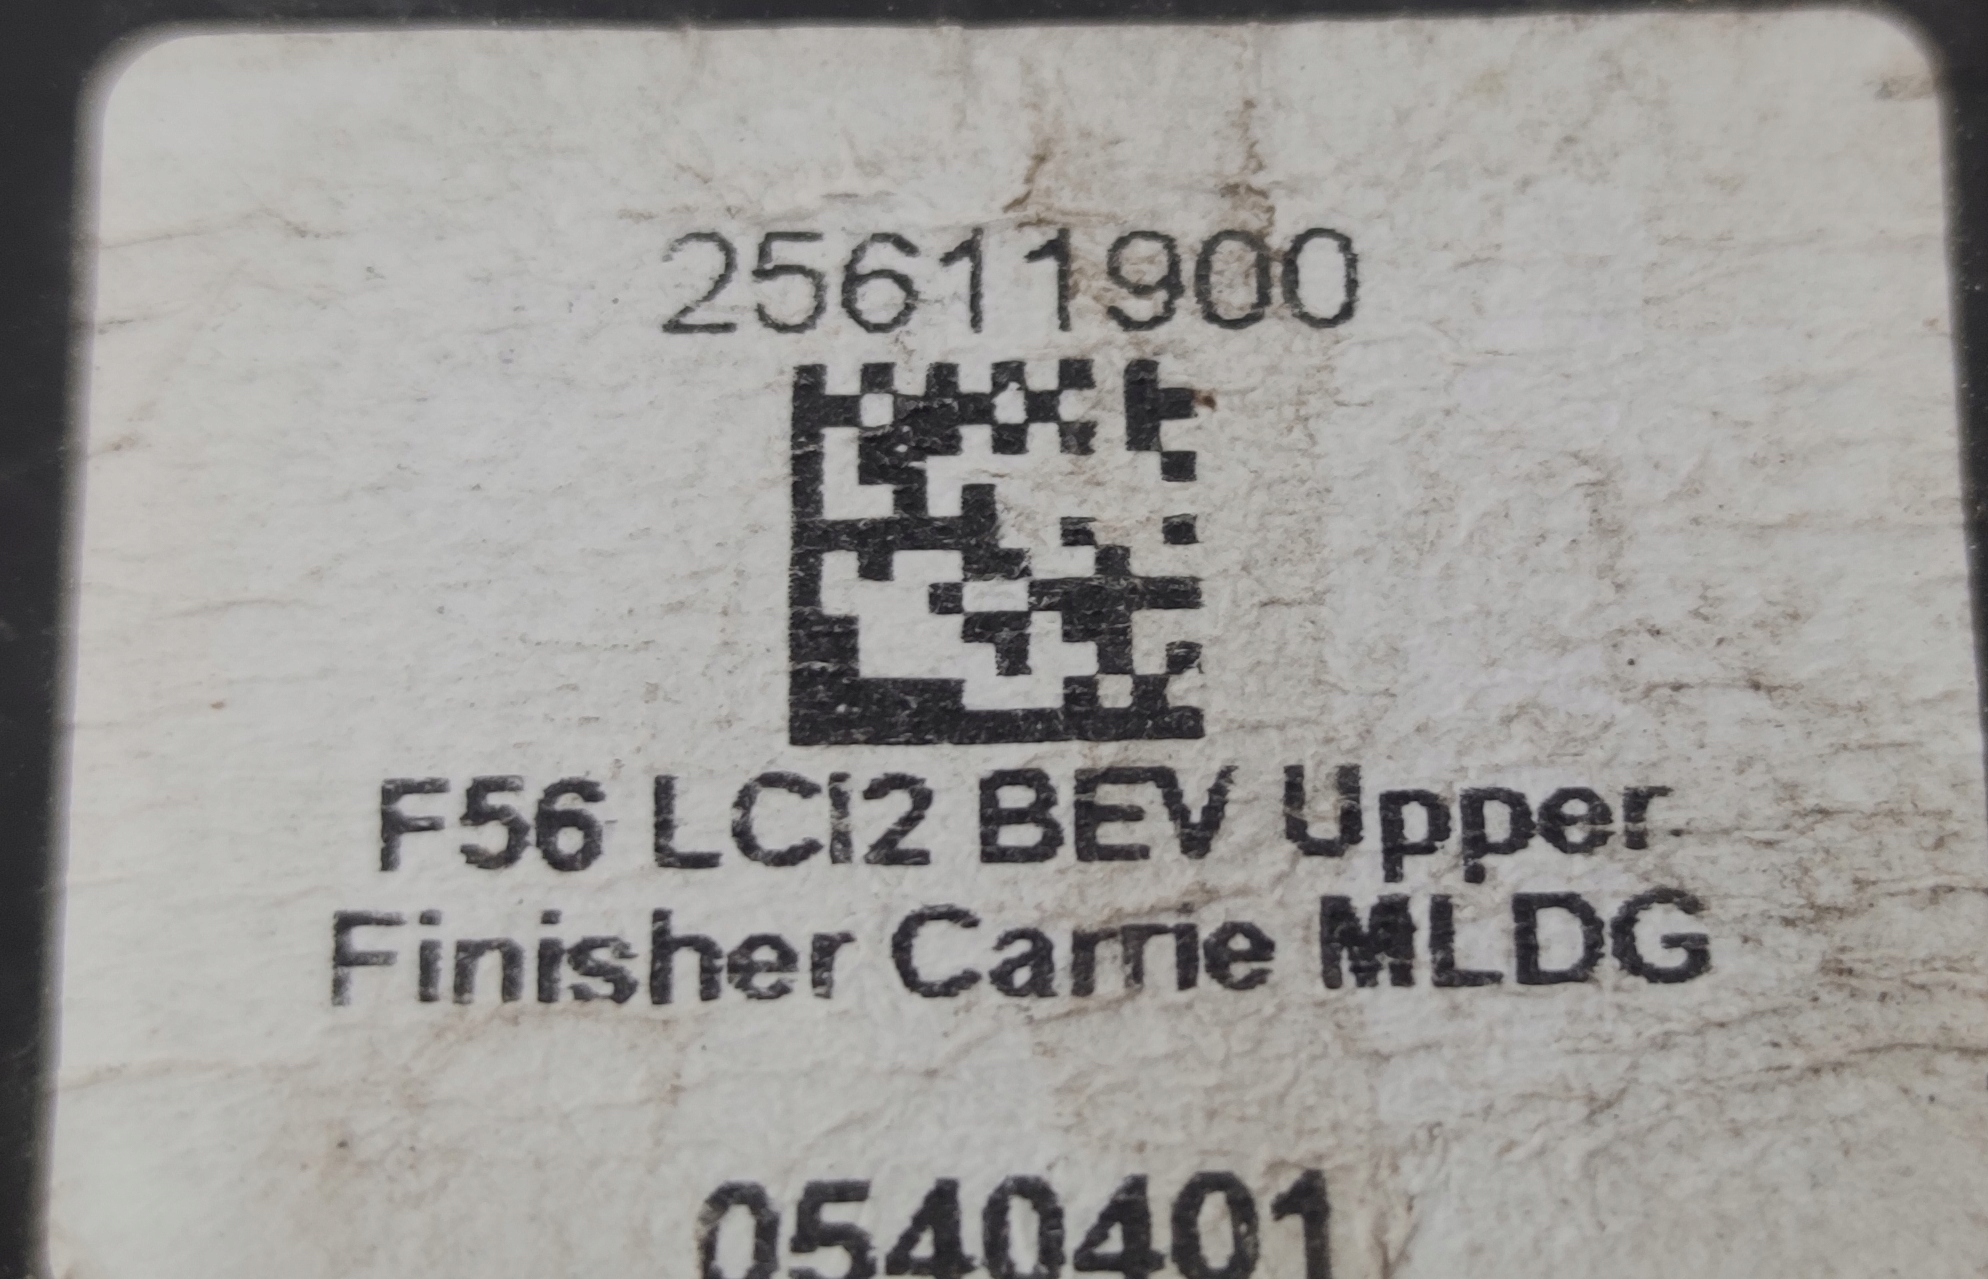 25611900
F56 LCI2 BEV Upper
Finisher Carrie MLDG
0540401